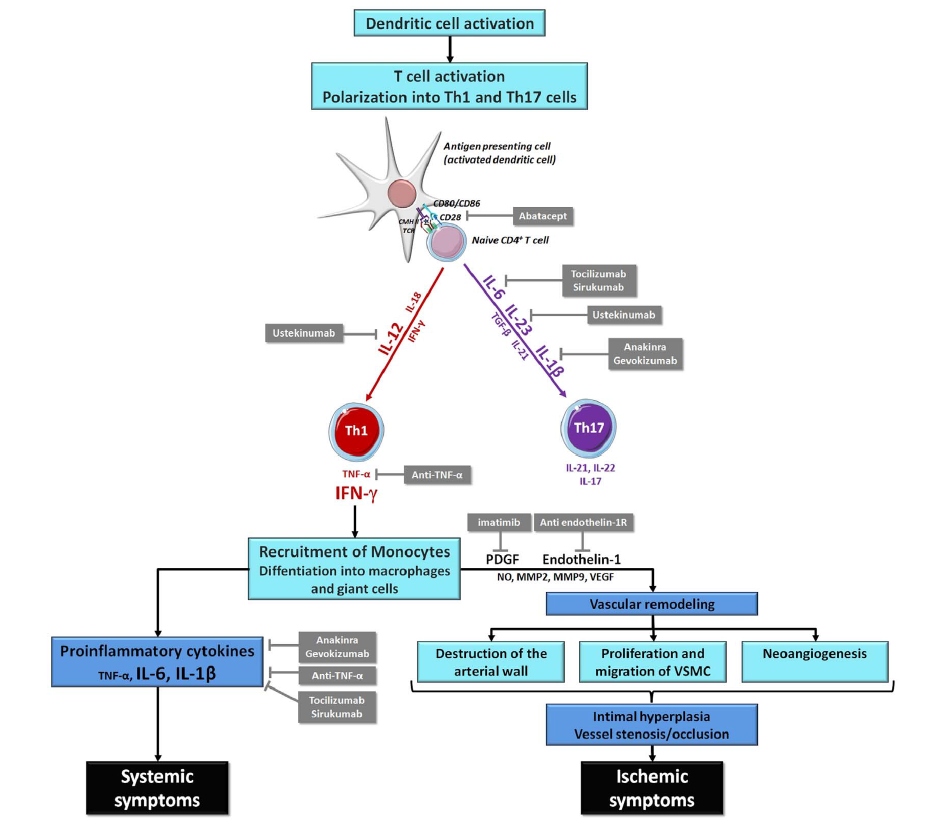 Dendritic cell activation
T cell activation
Polarization into Th1 and Th17 cells
Antigen presenting cell
(activated dendritic cell)
CD80/CD86
CMH II
CD28
TCR
Abatacept
Naive CD4+ T cell
Tocilizumab
Sirukumab
IL-6
IL-18
IL-23
Ustekinumab
TGF-β
Ustekinumab
IL-12
IFN-γ
IL-21
IL-1β
Anakinra
Gevokizumab
Th1
Th17
TNF-α
Anti-TNF-α
IL-21, IL-22
IL-17
IFN-γ
imatimib
Anti endothelin-1R
Recruitment of Monocytes
Diffentiation into macrophages
and giant cells
PDGF
Endothelin-1
NO, MMP2, MMP9, VEGF
Vascular remodeling
Proinflammatory cytokines
TNF-α, IL-6, IL-1β
Anakinra
Gevokizumab
Anti-TNF-α
Tocilizumab
Sirukumab
Destruction of the
arterial wall
Proliferation and
migration of VSMC
Neoangiogenesis
Intimal hyperplasia
Vessel stenosis/occlusion
Systemic
symptoms
Ischemic
symptoms